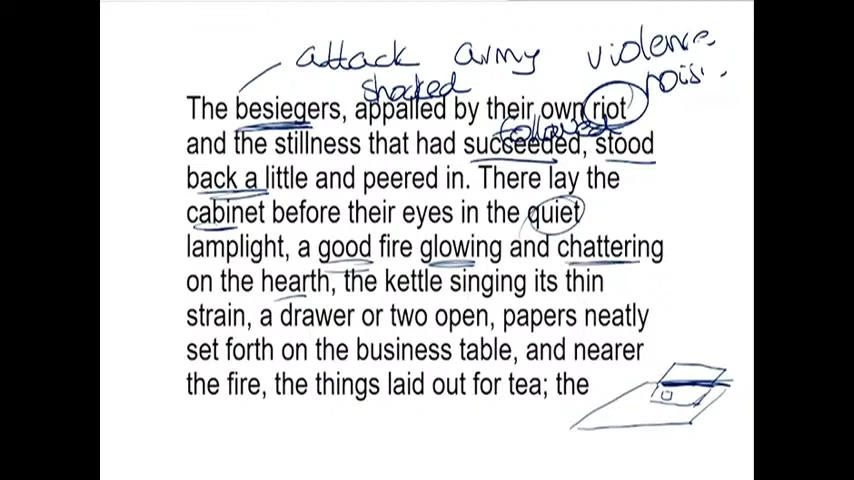 attack army violence
shocked nois
The besiegers, appalled by their own riot
followed
and the stillness that had succeeded, stood
back a little and peered in. There lay the
cabinet before their eyes in the quiet
lamplight, a good fire glowing and chattering
on the hearth, the kettle singing its thin
strain, a drawer or two open, papers neatly
set forth on the business table, and nearer
the fire, the things laid out for tea; the